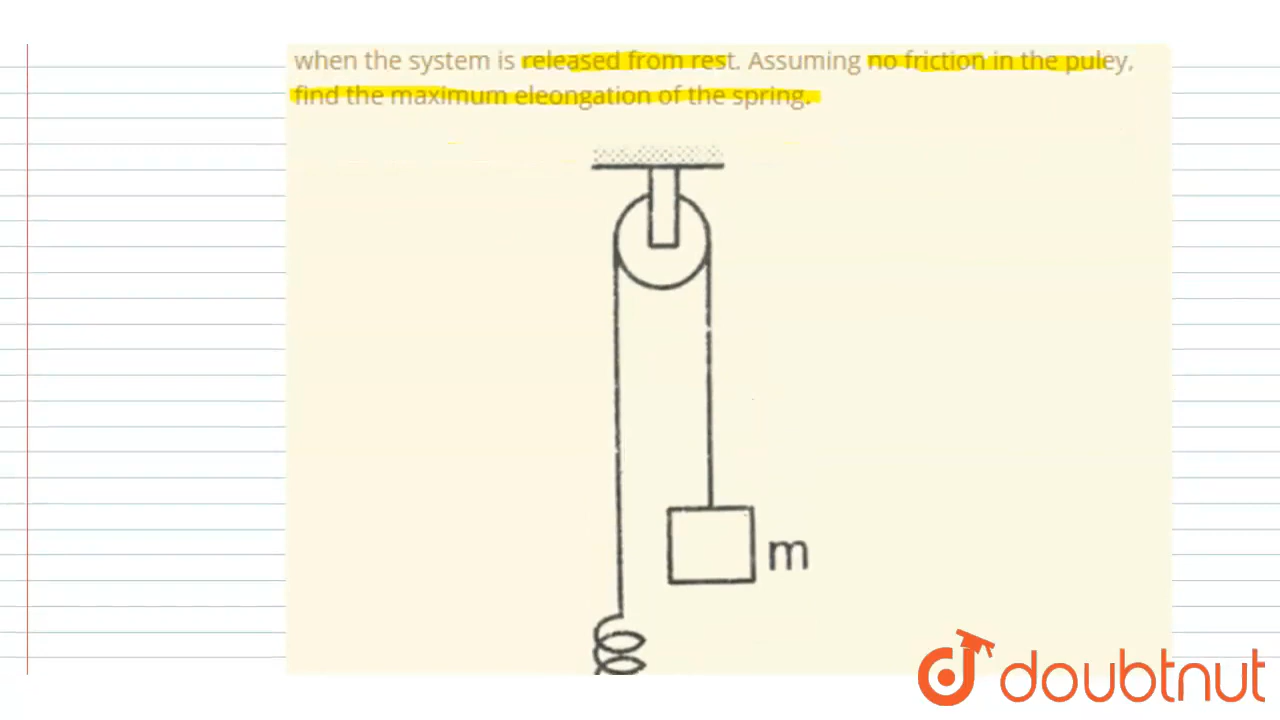 when the system is released from rest. Assuming no friction in the puley,
find the maximum eleongation of the spring.
m
doubtnut